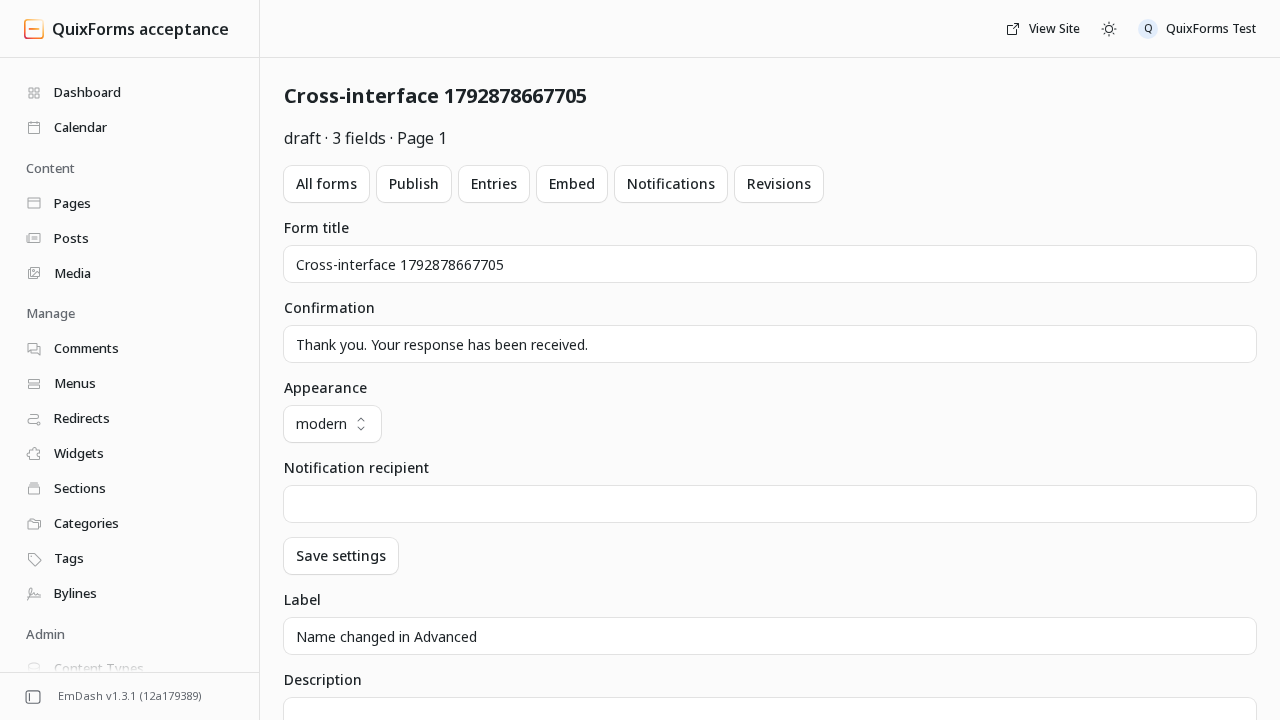 QuixForms acceptance
View Site
Q
QuixForms Test
Dashboard
Calendar
Content
Pages
Posts
Media
Manage
Comments
Menus
Redirects
Widgets
Sections
Categories
Tags
Bylines
Admin
Content Types
EmDash v1.3.1 (12a179389)
Cross-interface 1792878667705
draft · 3 fields · Page 1
All forms
Publish
Entries
Embed
Notifications
Revisions
Form title
Cross-interface 1792878667705
Confirmation
Thank you. Your response has been received.
Appearance
modern
Notification recipient
Save settings
Label
Name changed in Advanced
Description